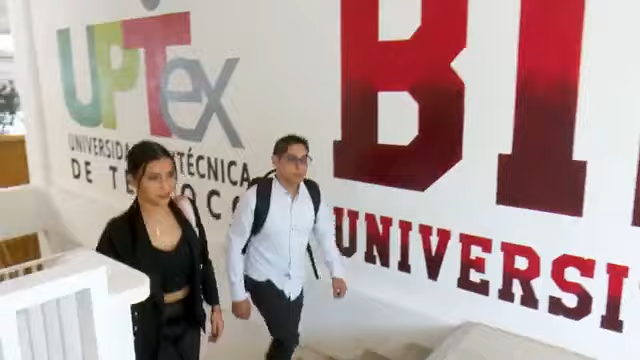 UPTex
UNIVERSIDAD POLITÉCNICA
DE TEXCOCO
BI
UNIVERSI